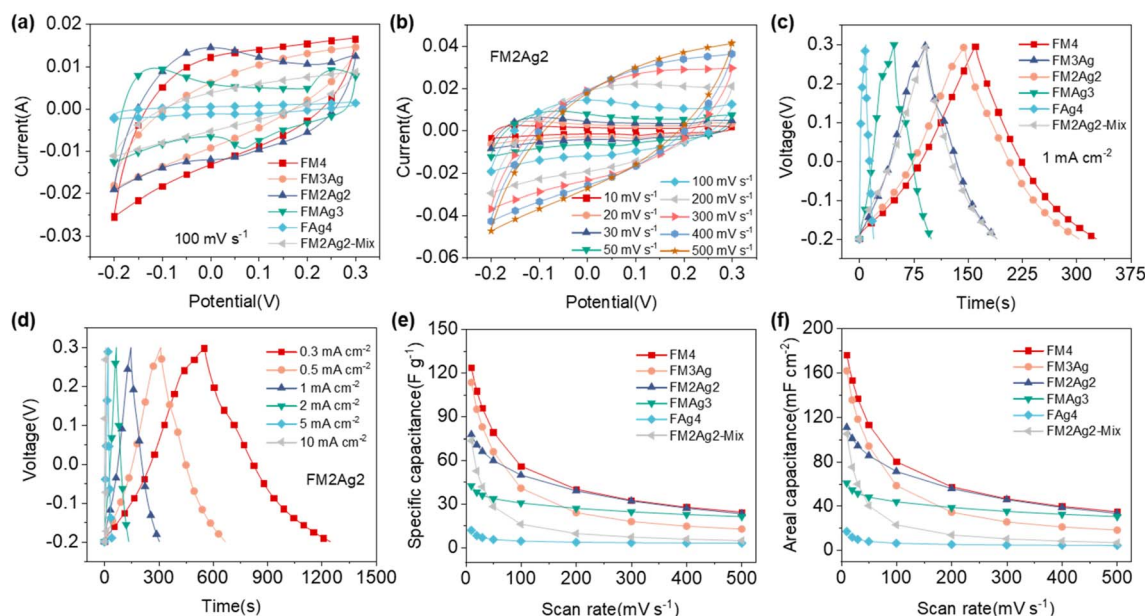 (a)
Current(A)
0.02
0.01
0.00
-0.01
-0.02
-0.03
-0.2 -0.1 0.0 0.1 0.2 0.3
Potential(V)
100 mV s⁻¹
FM4
FM3Ag
FM2Ag2
FMAg3
FAg4
FM2Ag2-Mix
(b)
FM2Ag2
Current(A)
0.04
0.02
0.00
-0.02
-0.04
-0.06
-0.2 -0.1 0.0 0.1 0.2 0.3
Potential(V)
10 mV s⁻¹
20 mV s⁻¹
30 mV s⁻¹
50 mV s⁻¹
100 mV s⁻¹
200 mV s⁻¹
300 mV s⁻¹
400 mV s⁻¹
500 mV s⁻¹
(c)
Voltage(V)
0.3
0.2
0.1
0.0
-0.1
-0.2
0 75 150 225 300 375
Time(s)
FM4
FM3Ag
FM2Ag2
FMAg3
FAg4
FM2Ag2-Mix
1 mA cm⁻²
(d)
Voltage(V)
0.3
0.2
0.1
0.0
-0.1
-0.2
0 300 600 900 1200 1500
Time(s)
0.3 mA cm⁻²
0.5 mA cm⁻²
1 mA cm⁻²
2 mA cm⁻²
5 mA cm⁻²
10 mA cm⁻²
FM2Ag2
(e)
Specific capacitance(F g⁻¹)
150
120
90
60
30
0
0 100 200 300 400 500
Scan rate(mV s⁻¹)
FM4
FM3Ag
FM2Ag2
FMAg3
FAg4
FM2Ag2-Mix
(f)
Areal capacitance(mF cm⁻²)
200
160
120
80
40
0
0 100 200 300 400 500
Scan rate(mV s⁻¹)
FM4
FM3Ag
FM2Ag2
FMAg3
FAg4
FM2Ag2-Mix